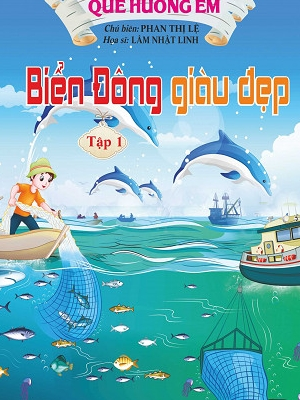 QUÊ HƯƠNG EM
Chủ biên: PHAN THỊ LỆ
Họa sĩ: LÂM NHẬT LINH
Biển Đông giàu đẹp
Tập 1